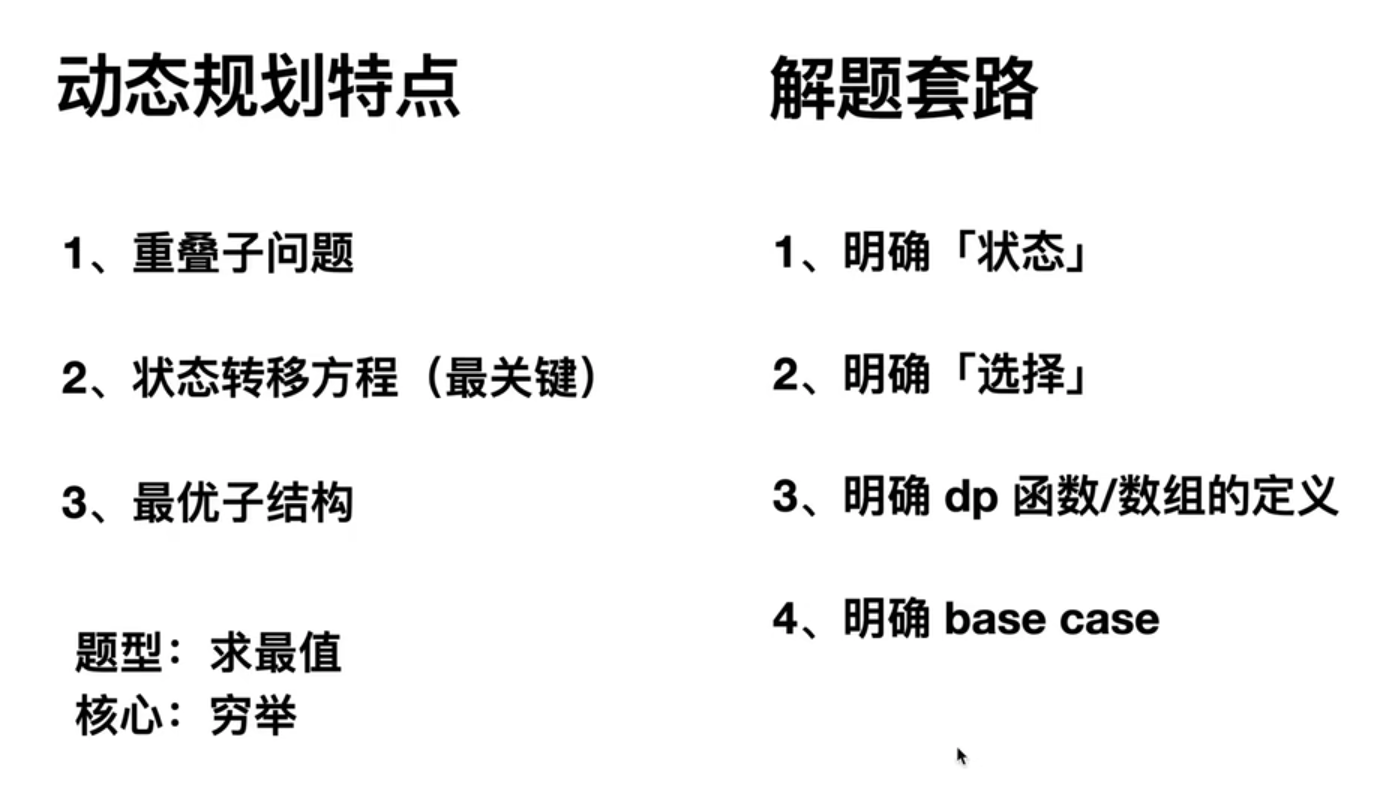 动态规划特点
1、重叠子问题
2、状态转移方程（最关键）
3、最优子结构
题型：求最值
核心：穷举
解题套路
1、明确「状态」
2、明确「选择」
3、明确 dp 函数/数组的定义
4、明确 base case